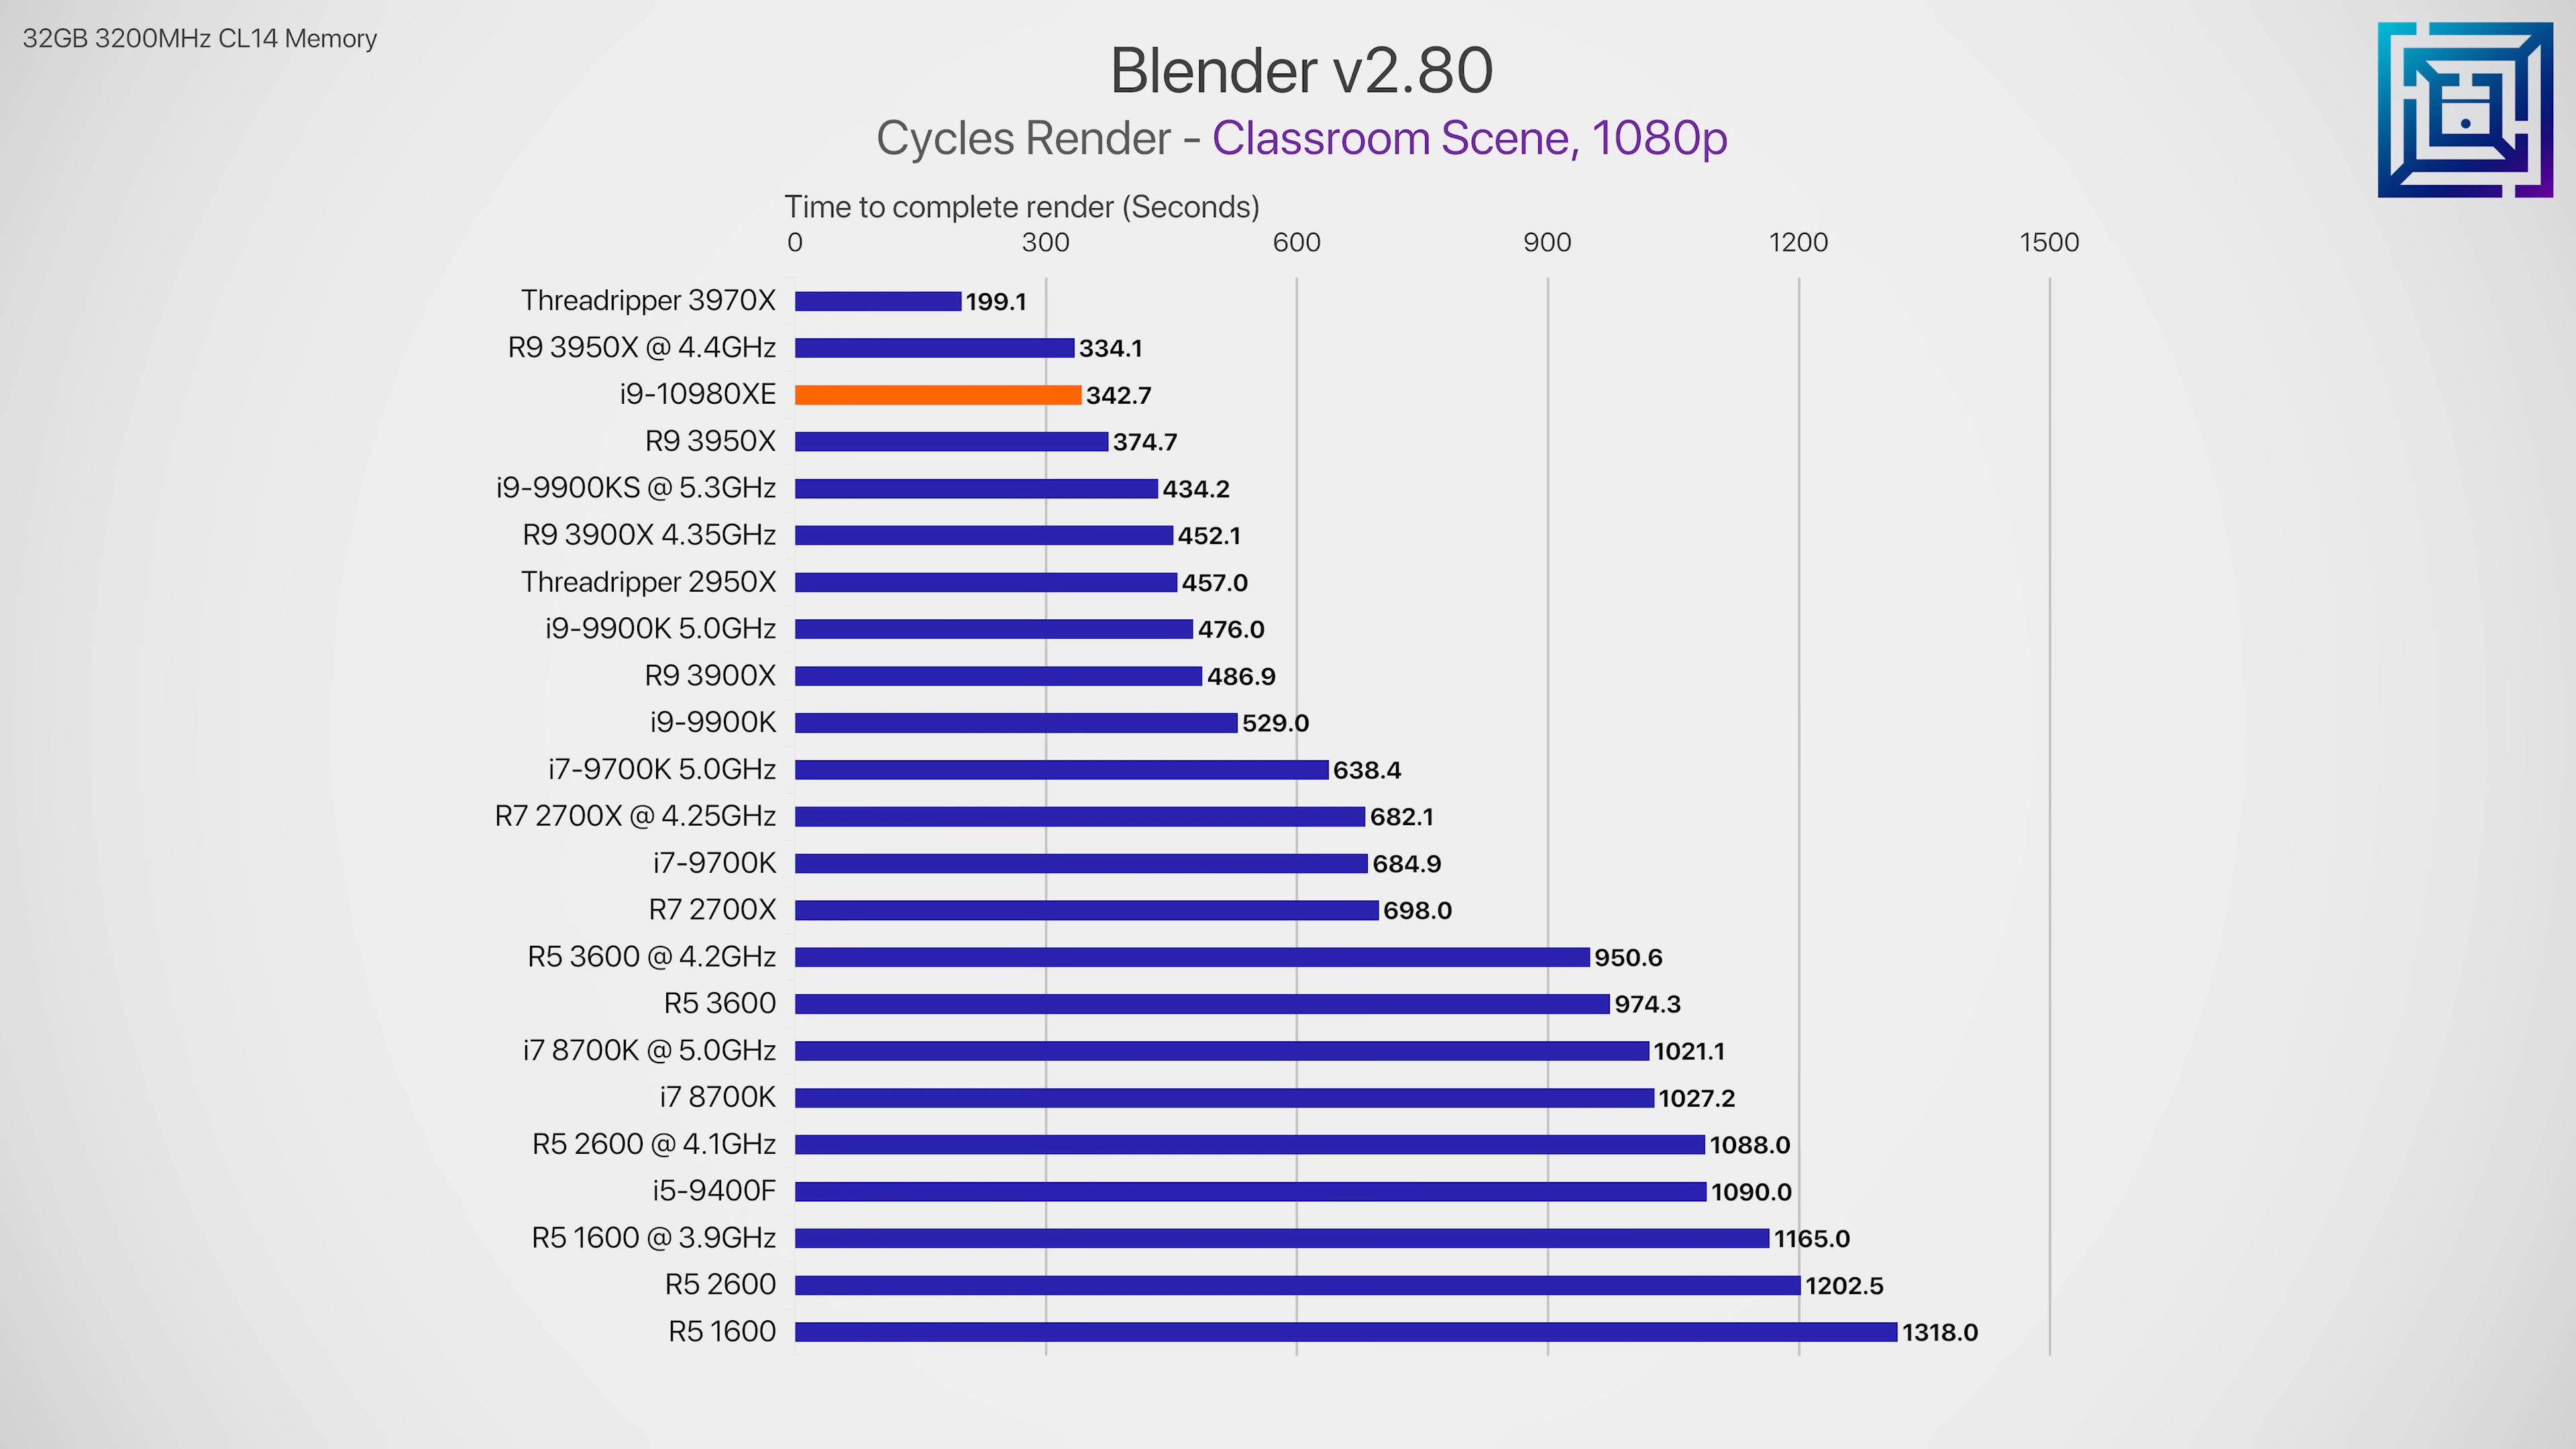 32GB 3200MHz CL14 Memory
Blender v2.80
Cycles Render - Classroom Scene, 1080p
Time to complete render (Seconds)
0 300 600 900 1200 1500
Threadripper 3970X 199.1
R9 3950X @ 4.4GHz 334.1
i9-10980XE 342.7
R9 3950X 374.7
i9-9900KS @ 5.3GHz 434.2
R9 3900X 4.35GHz 452.1
Threadripper 2950X 457.0
i9-9900K 5.0GHz 476.0
R9 3900X 486.9
i9-9900K 529.0
i7-9700K 5.0GHz 638.4
R7 2700X @ 4.25GHz 682.1
i7-9700K 684.9
R7 2700X 698.0
R5 3600 @ 4.2GHz 950.6
R5 3600 974.3
i7 8700K @ 5.0GHz 1021.1
i7 8700K 1027.2
R5 2600 @ 4.1GHz 1088.0
i5-9400F 1090.0
R5 1600 @ 3.9GHz 1165.0
R5 2600 1202.5
R5 1600 1318.0